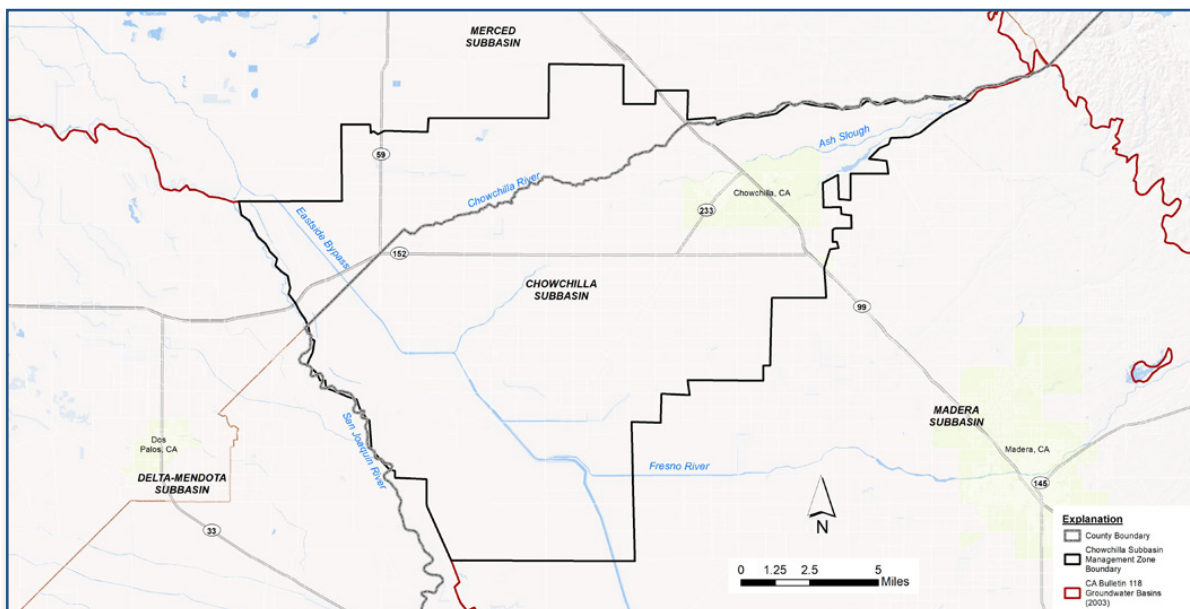 MERCED
SUBBASIN
Ash Slough
59
Chowchilla River
Chowchilla, CA
233
Eastside Bypass
152
CHOWCHILLA
SUBBASIN
99
San Joaquin River
MADERA
SUBBASIN
Dos
Palos, CA
Madera, CA
DELTA-MENDOTA
SUBBASIN
Fresno River
145
33
N
0 1.25 2.5 5
Miles
Explanation
County Boundary
Chowchilla Subbasin
Management Zone
Boundary
CA Bulletin 118
Groundwater Basins
(2003)